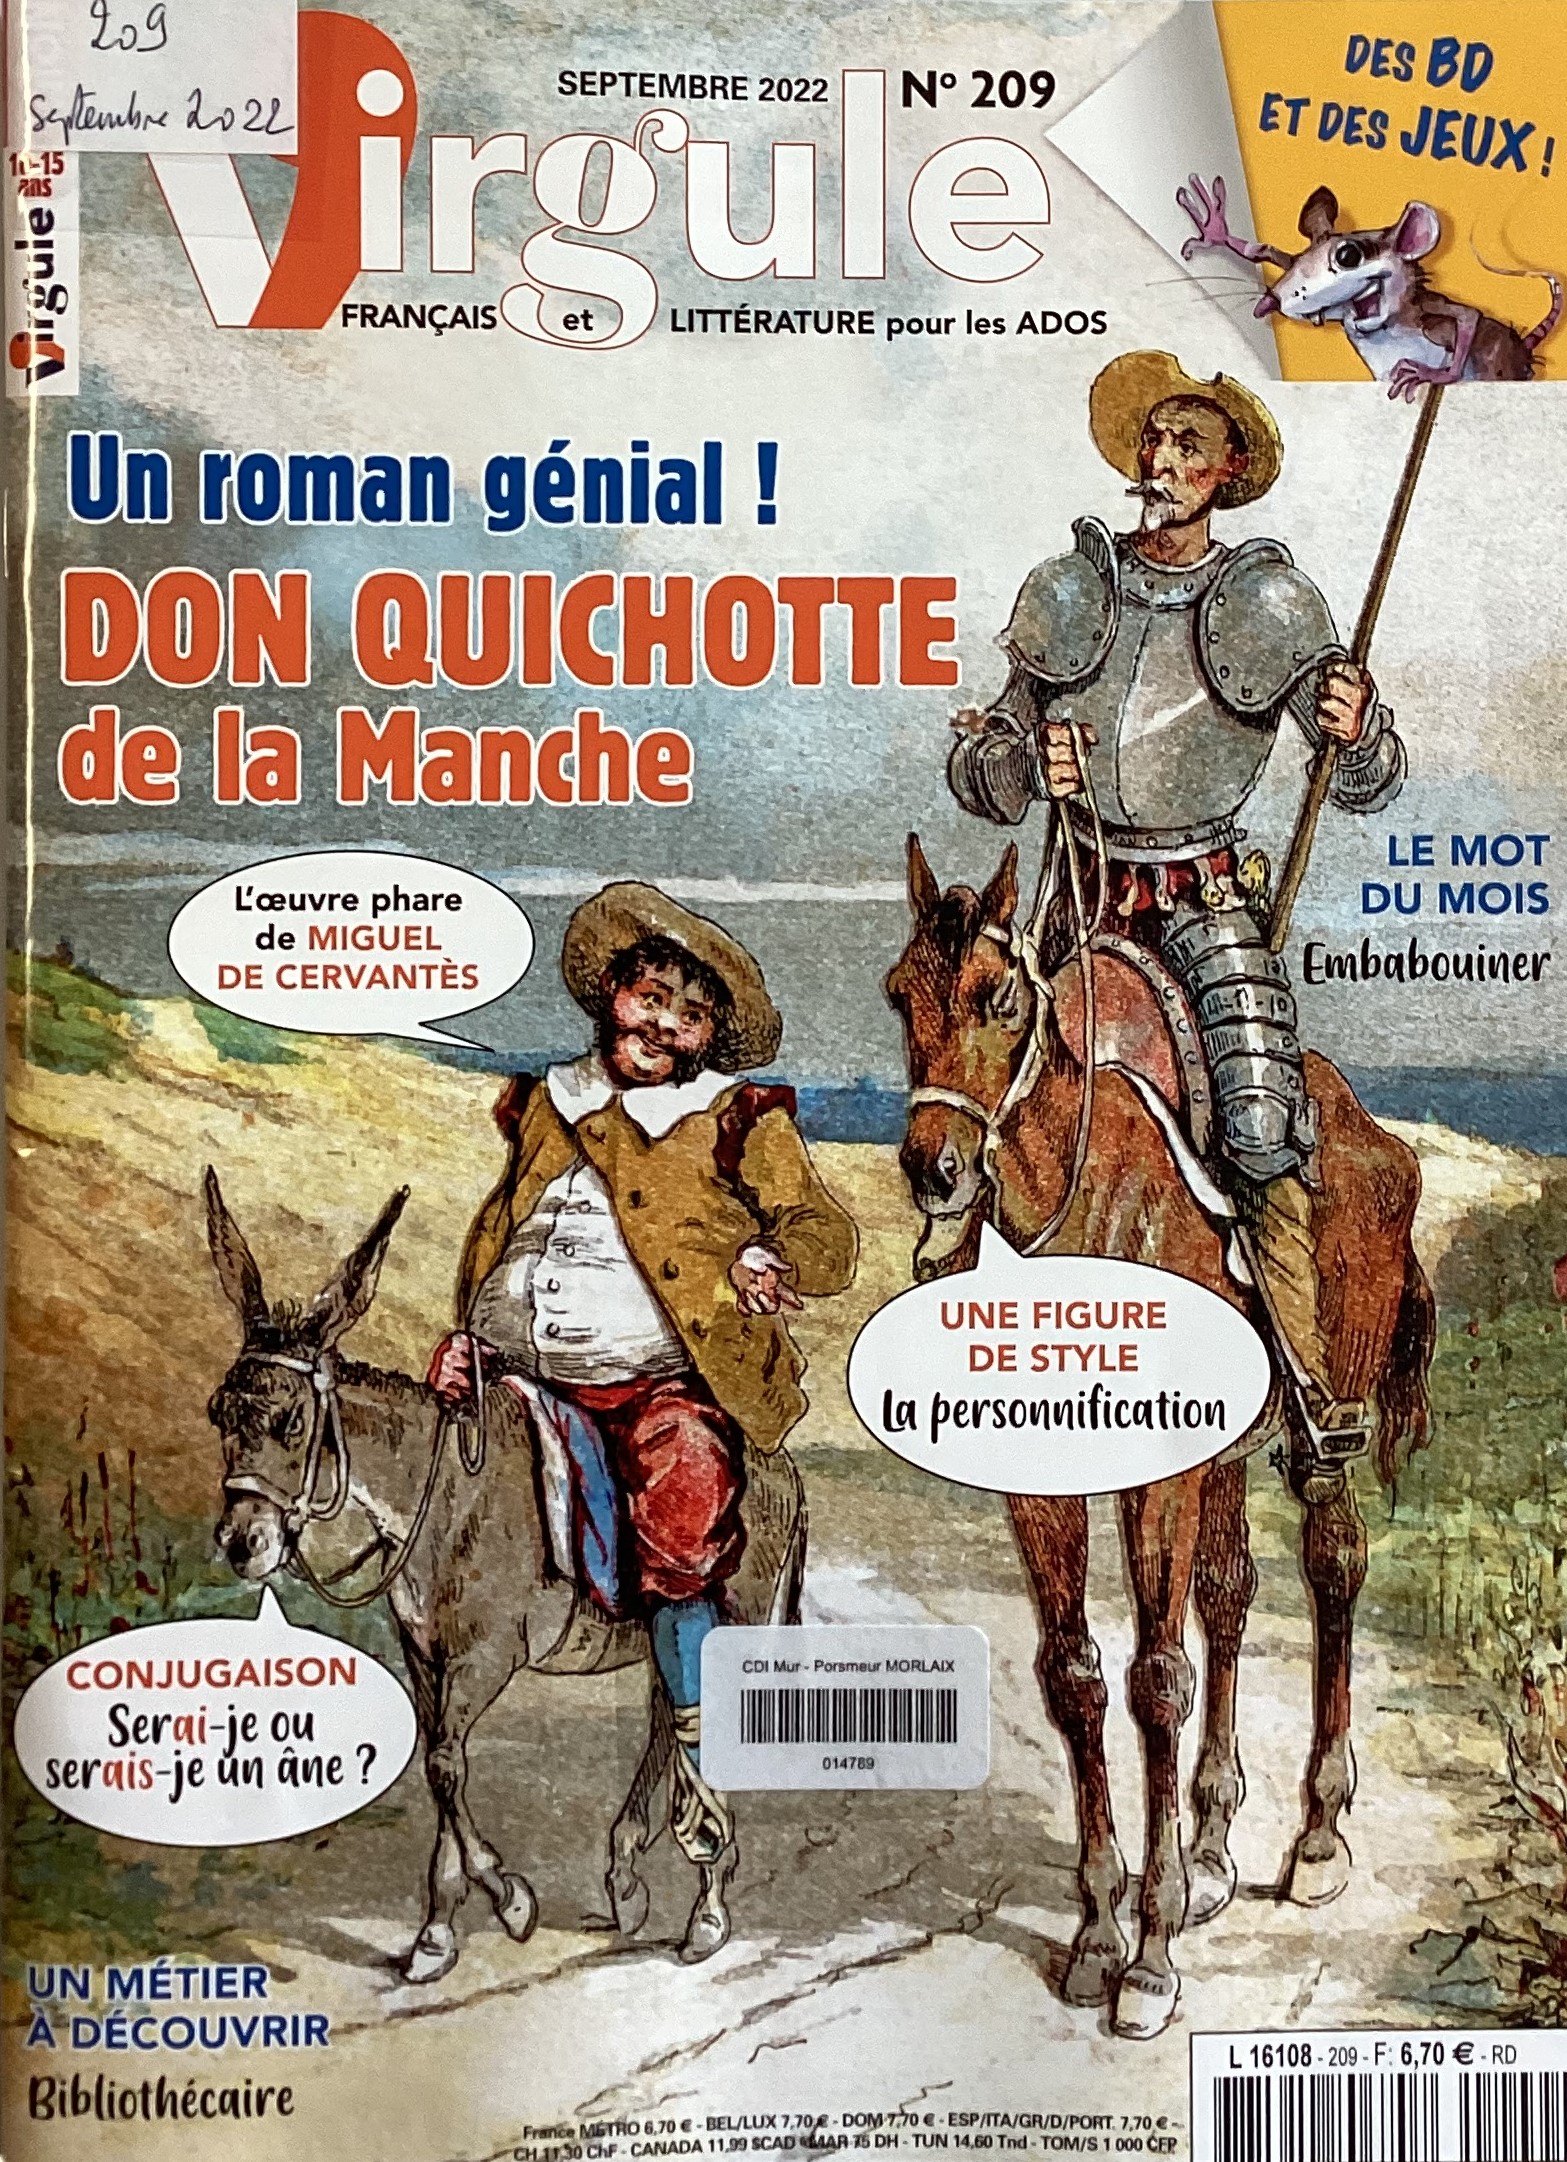 209
Septembre 2022
10-15
ans
Virgule
SEPTEMBRE 2022
N° 209
Virgule
FRANÇAIS et LITTÉRATURE pour les ADOS
DES BD
ET DES JEUX !
Un roman génial !
DON QUICHOTTE
de la Manche
L'œuvre phare
de MIGUEL
DE CERVANTÈS
LE MOT
DU MOIS
Embabouiner
UNE FIGURE
DE STYLE
La personnification
CONJUGAISON
Serai-je ou
serais-je un âne ?
CDI Mur - Porsmeur MORLAIX
014789
UN MÉTIER
À DÉCOUVRIR
Bibliothécaire
L 16108 - 209 - F: 6,70 € - RD
France MÉTRO 6,70 € - BEL/LUX 7,70 € - DOM 7,70 € - ESP/ITA/GR/D/PORT. 7,70 € -
CH 11,30 ChF - CANADA 11,99 $CAD - MAR 75 DH - TUN 14,60 Tnd - TOM/S 1 000 CFP